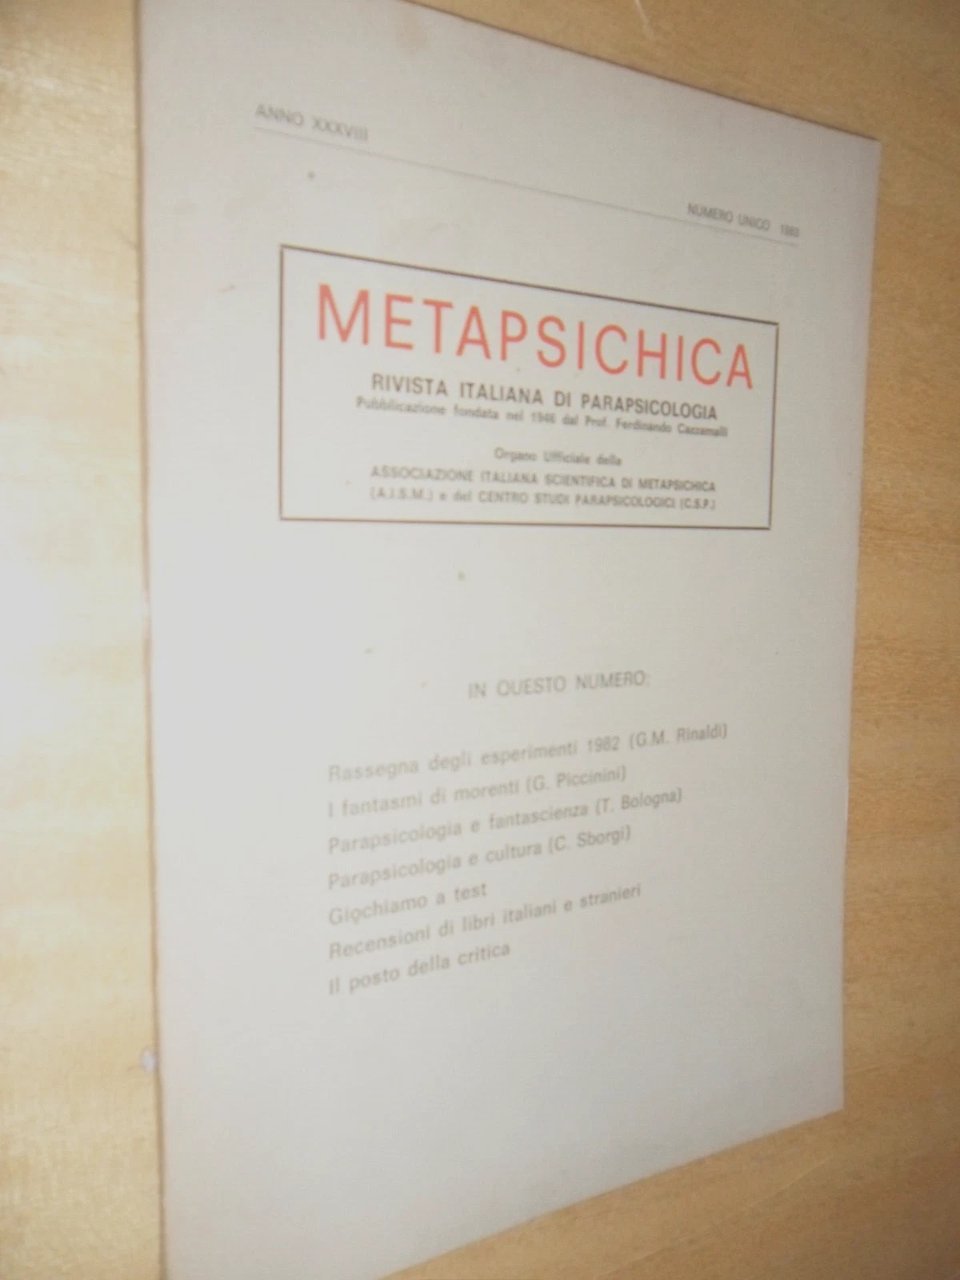 ANNO XXXVIII
NUMERO UNICO 1983
METAPSICHICA
RIVISTA ITALIANA DI PARAPSICOLOGIA
Pubblicazione fondata nel 1946 dal Prof. Ferdinando Cazzamalli
Organo Ufficiale della
ASSOCIAZIONE ITALIANA SCIENTIFICA DI METAPSICHICA
(A.I.S.M.) e del CENTRO STUDI PARAPSICOLOGICI (C.S.P.)
IN QUESTO NUMERO:
Rassegna degli esperimenti 1982 (G.M. Rinaldi)
I fantasmi di morenti (G. Piccinini)
Parapsicologia e fantascienza (T. Bologna)
Parapsicologia e cultura (C. Sborgi)
Giochiamo a test
Recensioni di libri italiani e stranieri
Il posto della critica